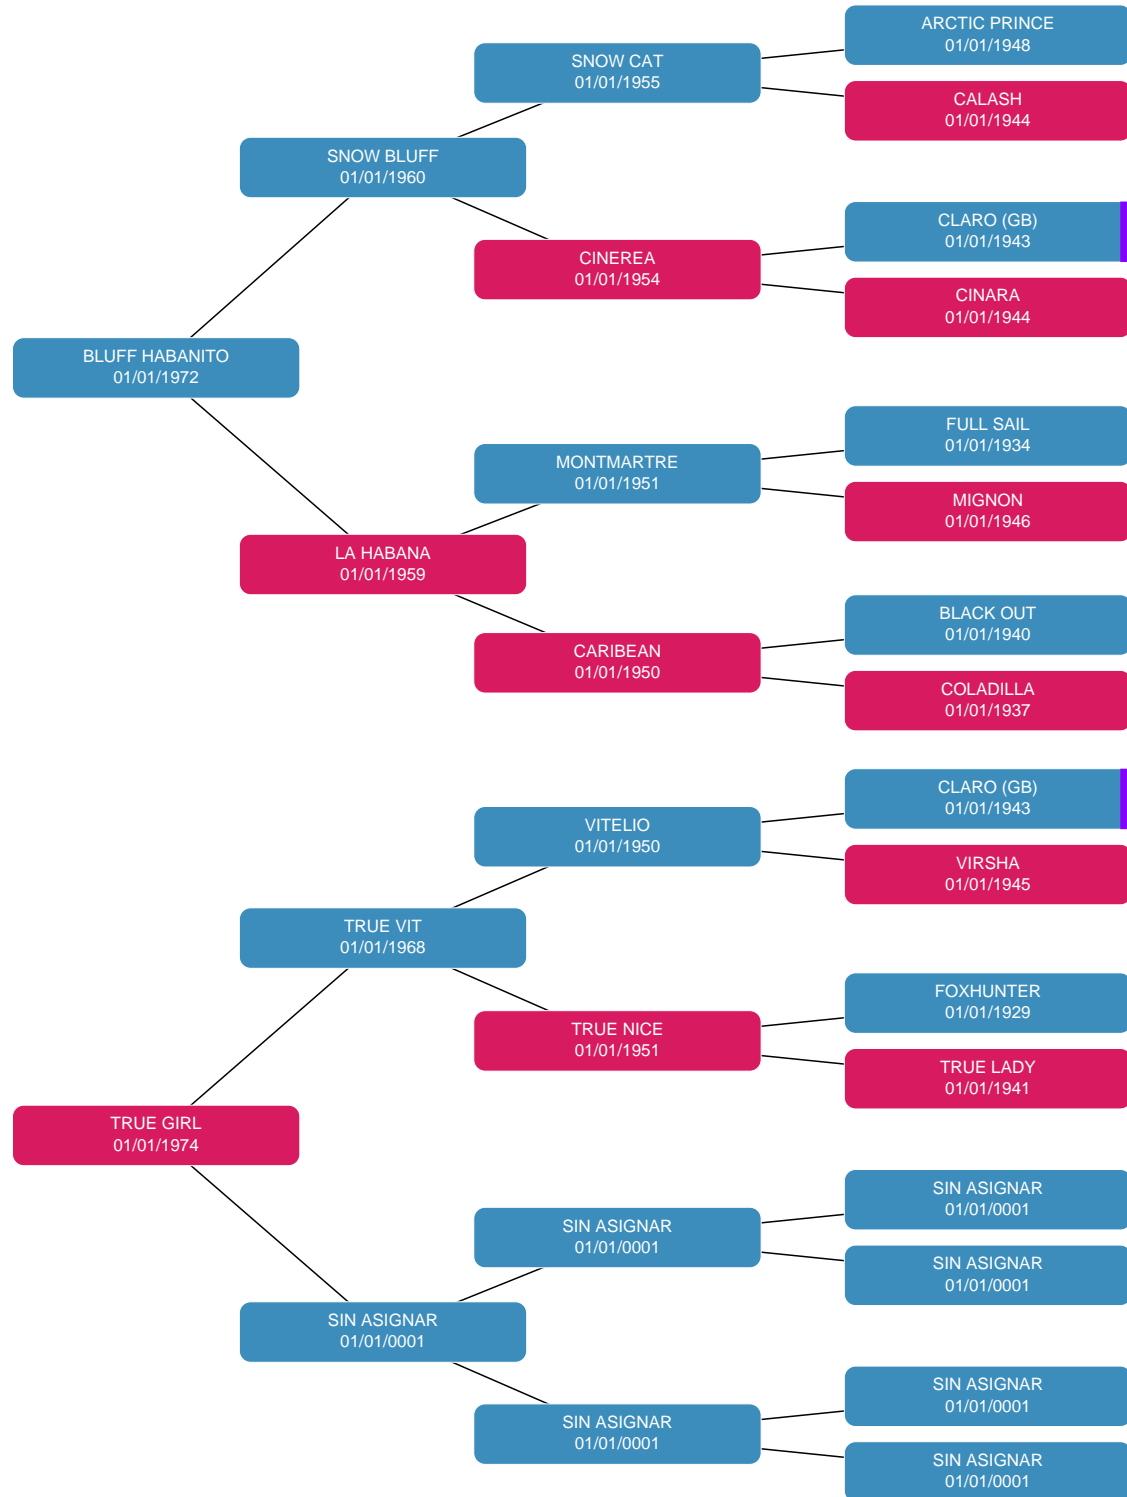 ARCTIC PRINCE
01/01/1948
SNOW CAT
01/01/1955
CALASH
01/01/1944
SNOW BLUFF
01/01/1960
CLARO (GB)
01/01/1943
CINEREA
01/01/1954
CINARA
01/01/1944
BLUFF HABANITO
01/01/1972
FULL SAIL
01/01/1934
MONTMARTRE
01/01/1951
MIGNON
01/01/1946
LA HABANA
01/01/1959
BLACK OUT
01/01/1940
CARIBEAN
01/01/1950
COLADILLA
01/01/1937
CLARO (GB)
01/01/1943
VITELIO
01/01/1950
VIRSHA
01/01/1945
TRUE VIT
01/01/1968
FOXHUNTER
01/01/1929
TRUE NICE
01/01/1951
TRUE LADY
01/01/1941
TRUE GIRL
01/01/1974
SIN ASIGNAR
01/01/0001
SIN ASIGNAR
01/01/0001
SIN ASIGNAR
01/01/0001
SIN ASIGNAR
01/01/0001
SIN ASIGNAR
01/01/0001
SIN ASIGNAR
01/01/0001
SIN ASIGNAR
01/01/0001